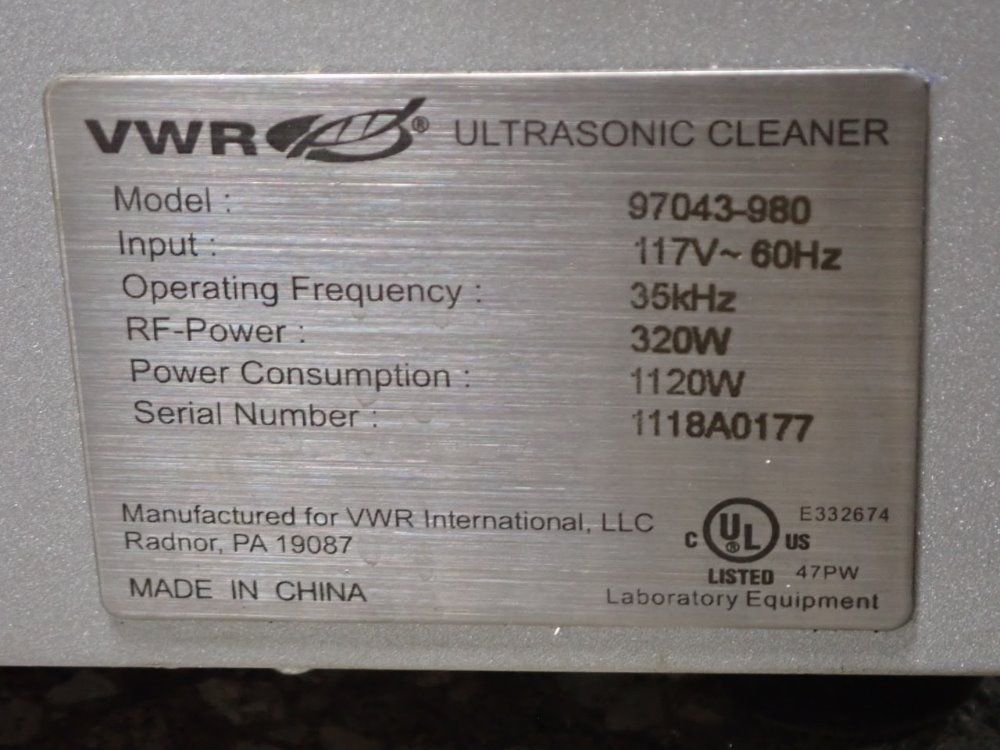 VWR® ULTRASONIC CLEANER
Model : 97043-980
Input : 117V~ 60Hz
Operating Frequency : 35kHz
RF-Power : 320W
Power Consumption : 1120W
Serial Number : 1118A0177
Manufactured for VWR International, LLC
Radnor, PA 19087
MADE IN CHINA
E332674
C UL® US
LISTED 47PW
Laboratory Equipment